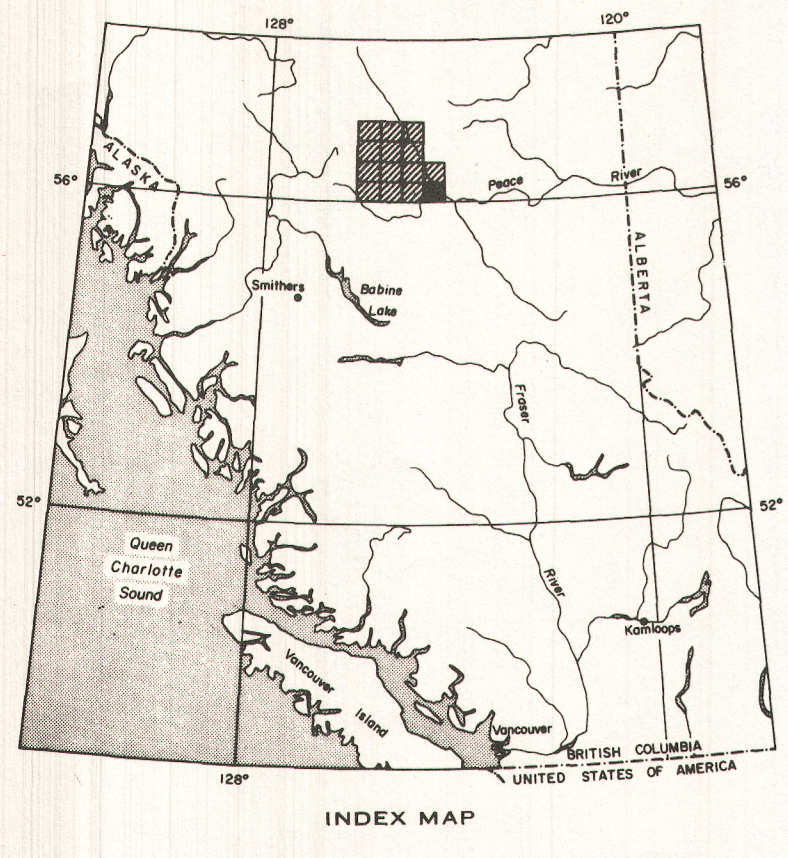 128°
120°
ALASKA
56°
Peace
River
56°
ALBERTA
Smithers
Babine
Lake
Fraser
52°
52°
Queen
Charlotte
Sound
River
Kamloops
Vancouver
Island
Vancouver
BRITISH COLUMBIA
UNITED STATES OF AMERICA
128°
INDEX MAP